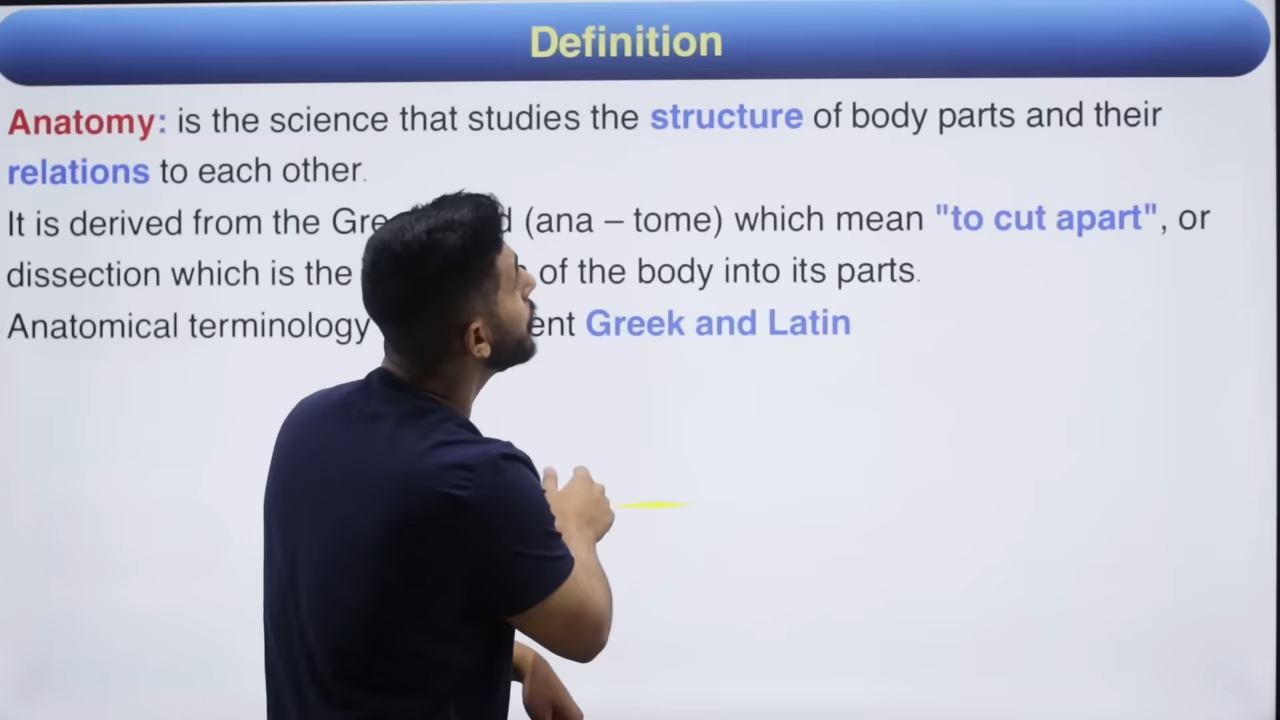 Definition
Anatomy: is the science that studies the structure of body parts and their
relations to each other.
It is derived from the (ana – tome) which mean "to cut apart", or
dissection which is the of the body into its parts.
Anatomical terminology Greek and Latin